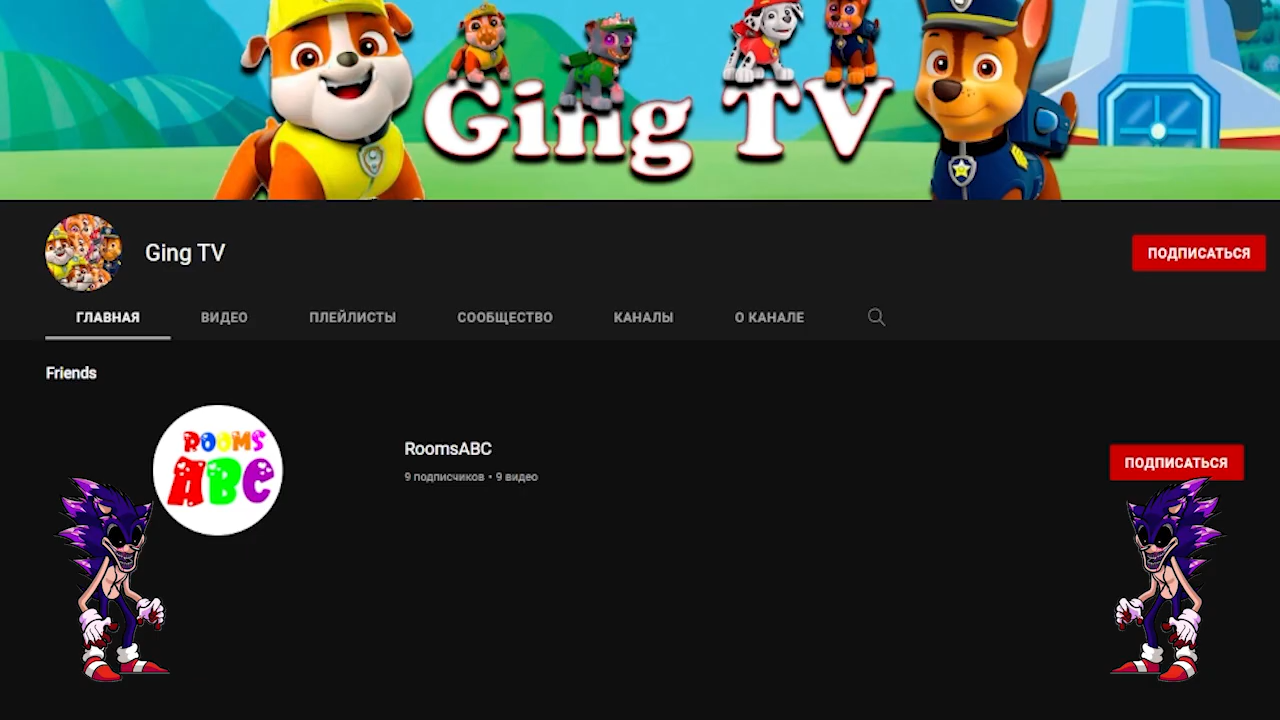 Ging TV
Ging TV
ПОДПИСАТЬСЯ
ГЛАВНАЯ
ВИДЕО
ПЛЕЙЛИСТЫ
СООБЩЕСТВО
КАНАЛЫ
О КАНАЛЕ
Friends
ROOMS
ABC
RoomsABC
9 подписчиков • 9 видео
ПОДПИСАТЬСЯ